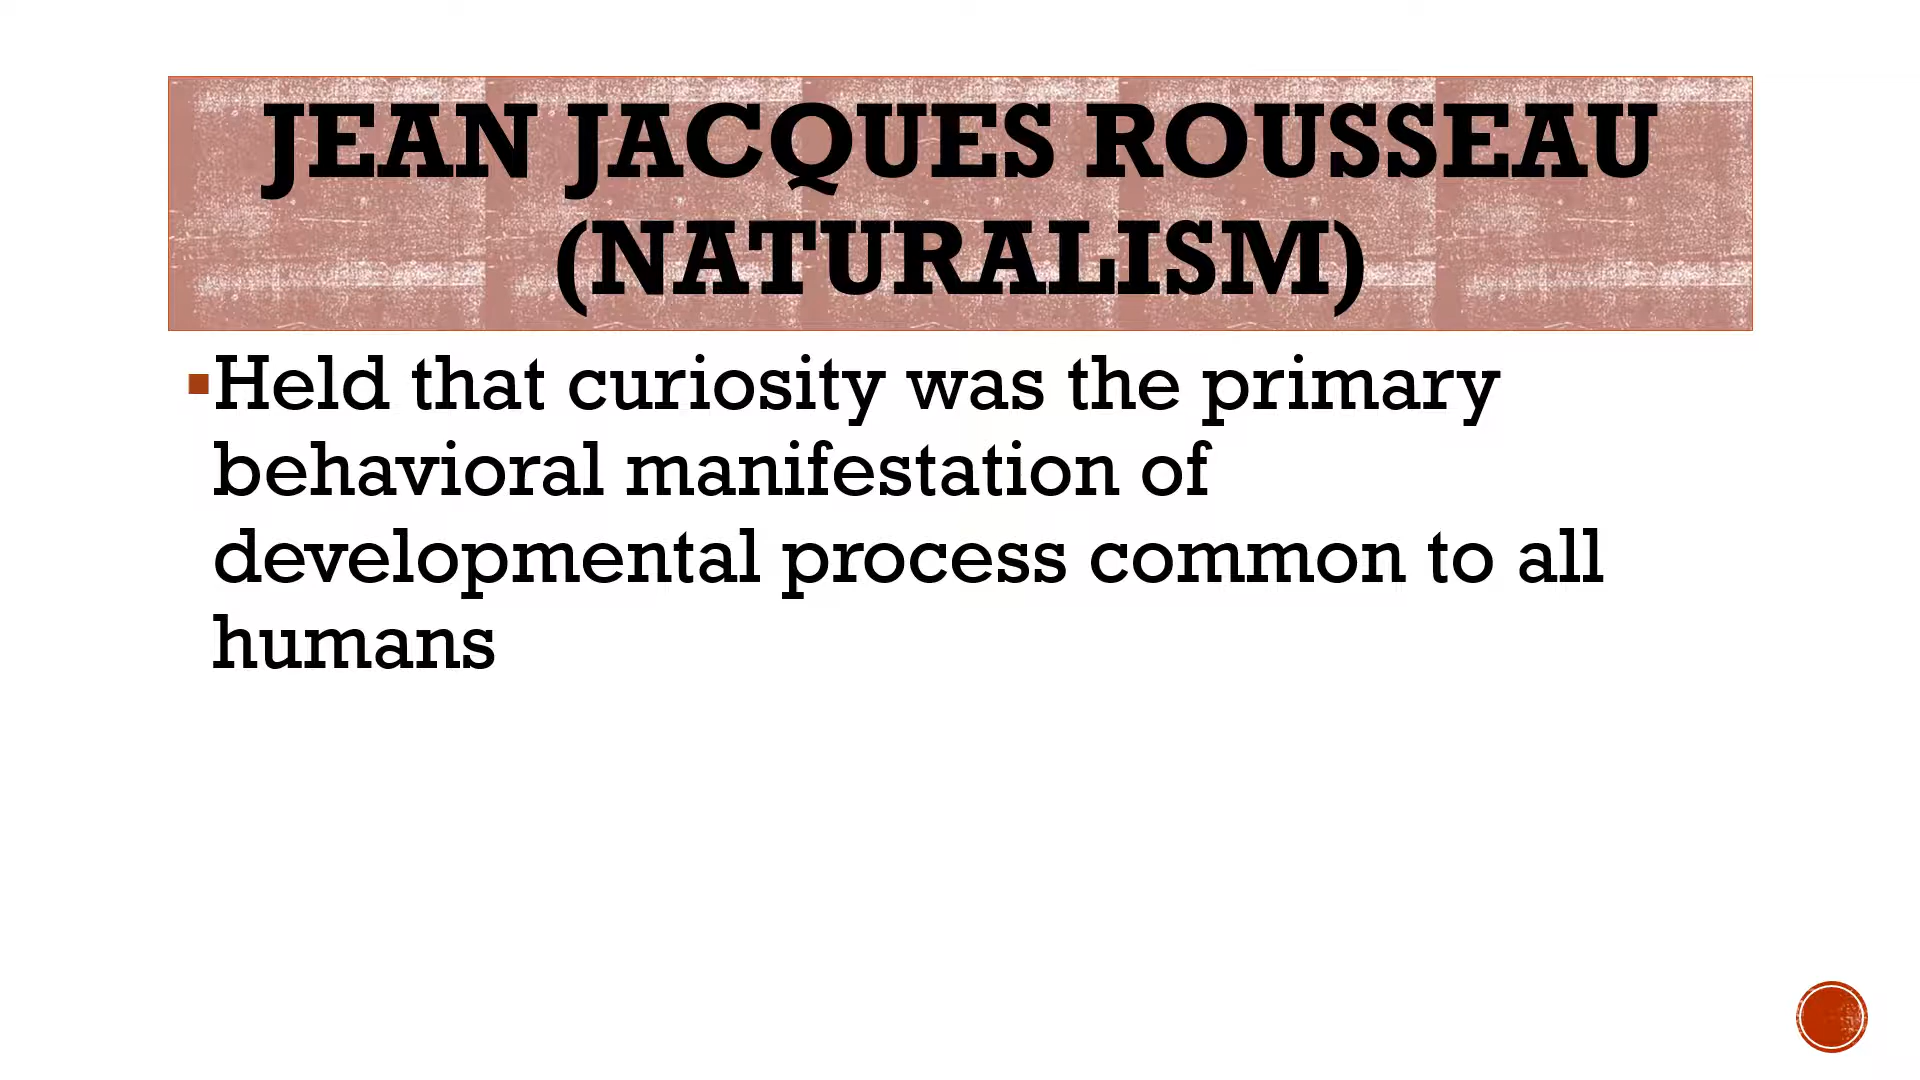 JEAN JACQUES ROUSSEAU
(NATURALISM)
▪Held that curiosity was the primary
behavioral manifestation of
developmental process common to all
humans